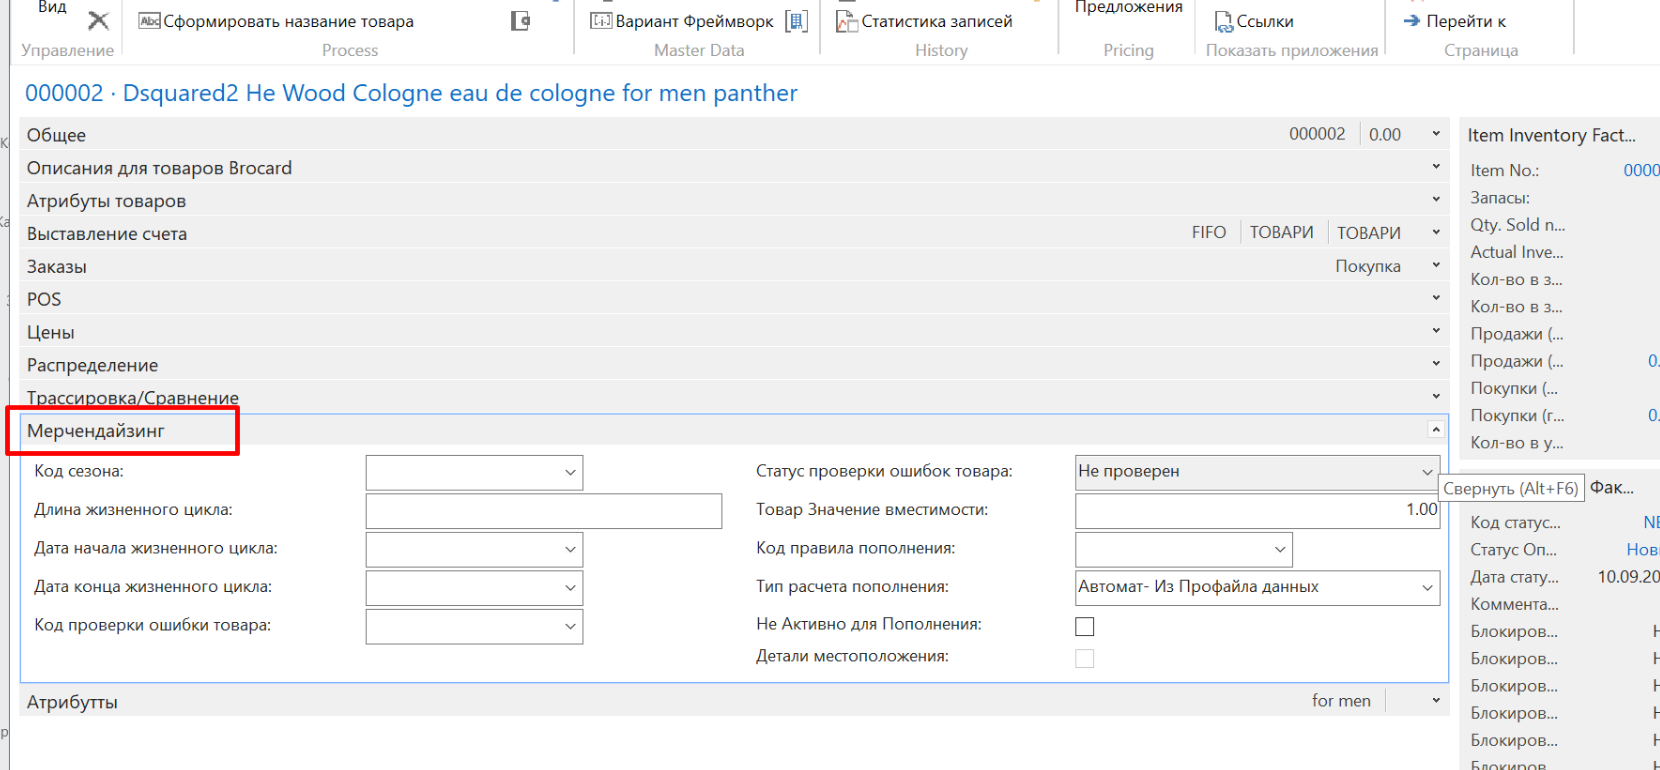 Вид
Предложения
Abc Сформировать название товара
Вариант Фреймворк
Статистика записей
Ссылки
Перейти к
Управление
Process
Master Data
History
Pricing
Показать приложения
Страница
000002 · Dsquared2 He Wood Cologne eau de cologne for men panther
Общее 000002 0.00
Описания для товаров Brocard
Атрибуты товаров
Выставление счета FIFO ТОВАРИ ТОВАРИ
Заказы Покупка
POS
Цены
Распределение
Трассировка/Сравнение
Мерчендайзинг
Код сезона:
Длина жизненного цикла:
Дата начала жизненного цикла:
Дата конца жизненного цикла:
Код проверки ошибки товара:
Статус проверки ошибок товара: Не проверен
Товар Значение вместимости: 1.00
Код правила пополнения:
Тип расчета пополнения: Автомат- Из Профайла данных
Не Активно для Пополнения:
Детали местоположения:
Свернуть (Alt+F6)
Атрибутты for men
Item Inventory Fact...
Item No.: 0000
Запасы:
Qty. Sold n...
Actual Inve...
Кол-во в з...
Кол-во в з...
Продажи (...
Продажи (... 0.
Покупки (...
Покупки (г... 0.
Кол-во в у...
Фак...
Код статус... NE
Статус Оп... Нов
Дата стату... 10.09.20
Коммента...
Блокиров...
Блокиров...
Блокиров...
Блокиров...
Блокиров...
Блокиров...